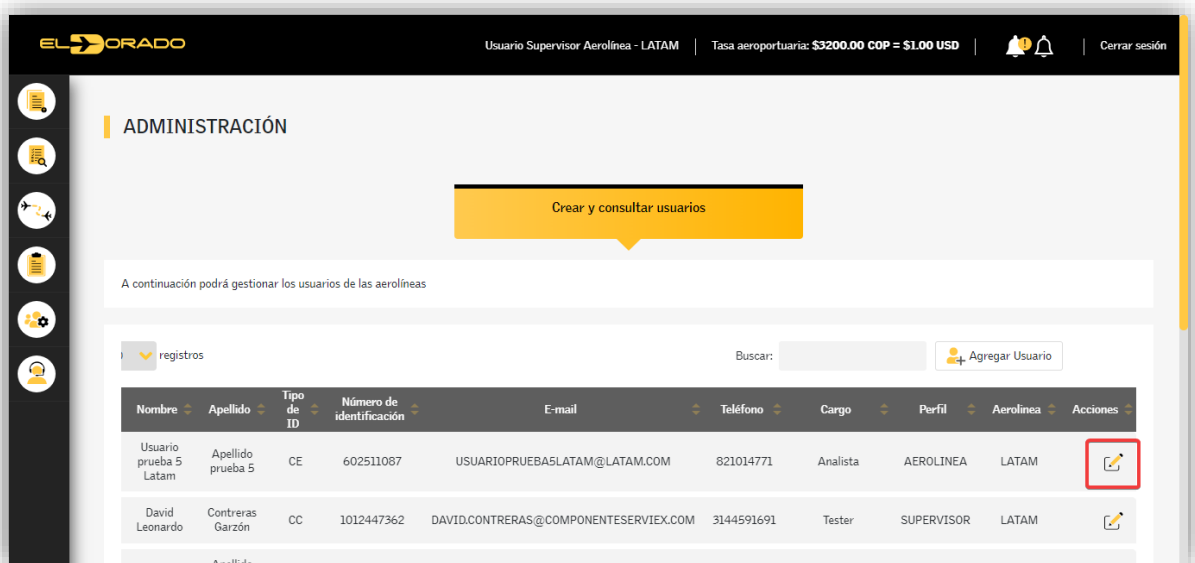 EL DORADO
Usuario Supervisor Aerolínea - LATAM | Tasa aeroportuaria: $3200.00 COP = $1.00 USD | | Cerrar sesión
ADMINISTRACIÓN
Crear y consultar usuarios
A continuación podrá gestionar los usuarios de las aerolíneas
registros Buscar: Agregar Usuario
Nombre Apellido Tipo de ID Número de identificación E-mail Teléfono Cargo Perfil Aerolinea Acciones
Usuario prueba 5 Latam Apellido prueba 5 CE 602511087 USUARIOPRUEBA5LATAM@LATAM.COM 821014771 Analista AEROLINEA LATAM
David Leonardo Contreras Garzón CC 1012447362 DAVID.CONTRERAS@COMPONENTESERVIEX.COM 3144591691 Tester SUPERVISOR LATAM